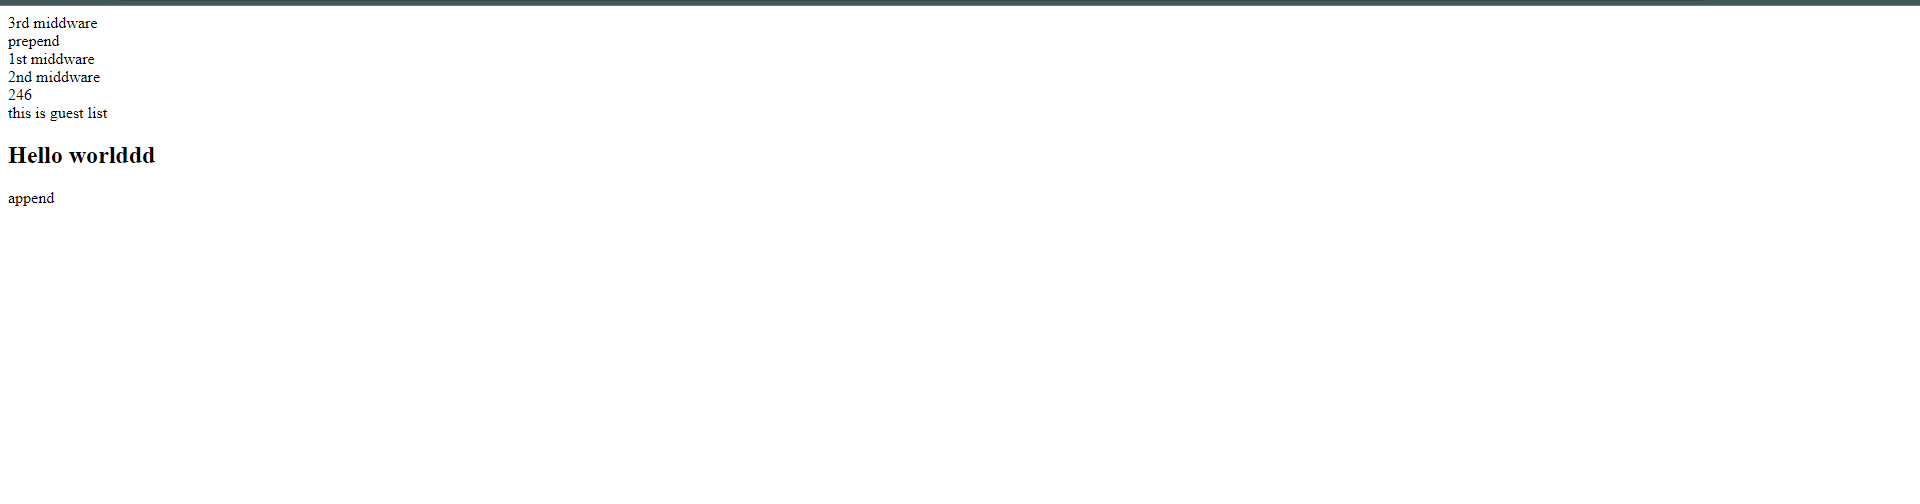 3rd middware
prepend
1st middware
2nd middware
246
this is guest list
Hello worlddd
append